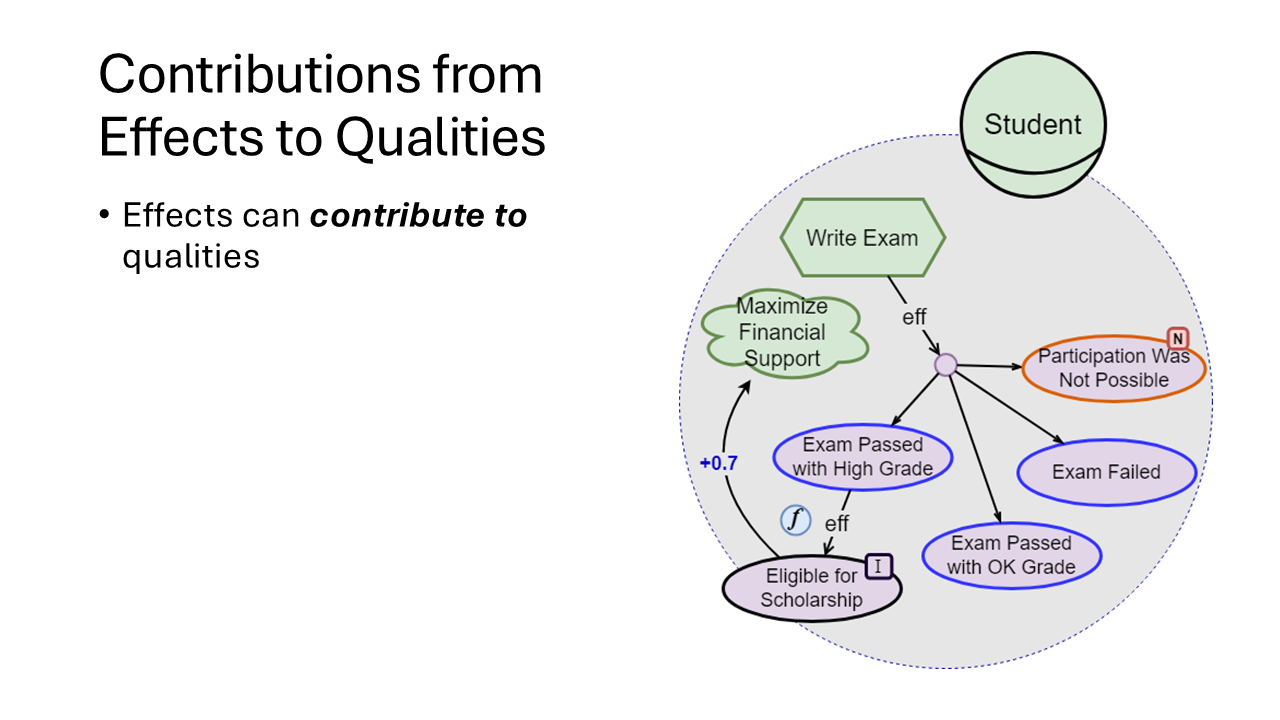 Contributions from
Effects to Qualities
• Effects can contribute to
qualities
Student
Write Exam
eff
Maximize
Financial
Support
N
Participation Was
Not Possible
Exam Passed
with High Grade
+0.7
Exam Failed
f
eff
Exam Passed
with OK Grade
I
Eligible for
Scholarship